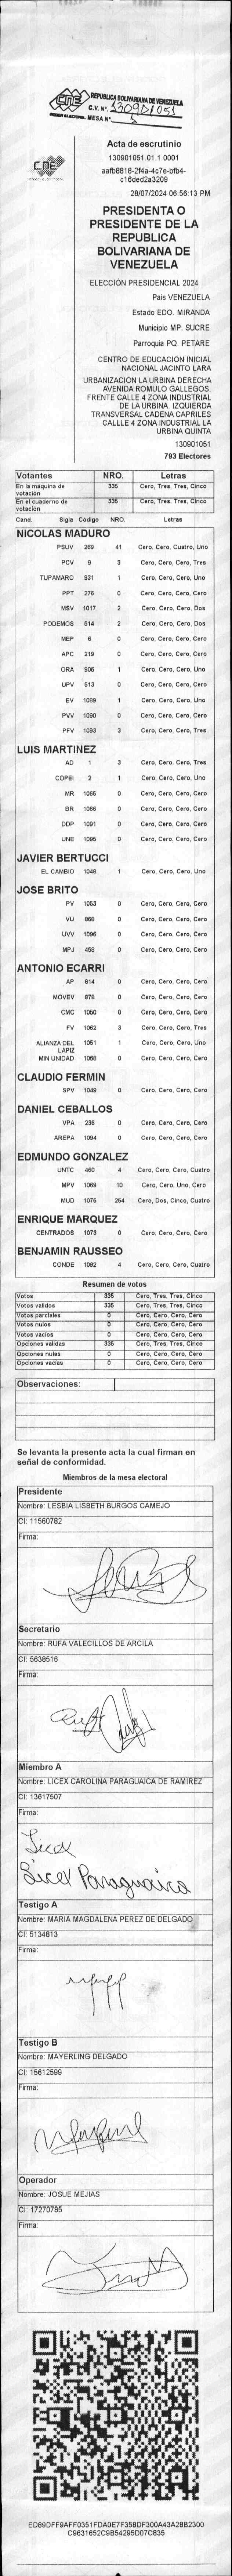 CNE
PODER ELECTORAL
REPUBLICA BOLIVARIANA DE VENEZUELA
C.V. Nº. 130901051
MESA Nº
CNE
Acta de escrutinio
130901051.01.1.0001
aafb8818-2f4a-4c7e-bfb4-
c16ded2a3209
28/07/2024 06:56:13 PM
PRESIDENTA O
PRESIDENTE DE LA
REPUBLICA
BOLIVARIANA DE
VENEZUELA
ELECCIÓN PRESIDENCIAL 2024
Pais VENEZUELA
Estado EDO. MIRANDA
Municipio MP. SUCRE
Parroquia PQ. PETARE
CENTRO DE EDUCACION INICIAL
NACIONAL JACINTO LARA
URBANIZACION LA URBINA DERECHA
AVENIDA ROMULO GALLEGOS.
FRENTE CALLE 4 ZONA INDUSTRIAL
DE LA URBINA. IZQUIERDA
TRANSVERSAL CADENA CAPRILES
CALLLE 4 ZONA INDUSTRIAL LA
URBINA QUINTA
130901051
793 Electores
Votantes NRO. Letras
En la maquina de votación 335 Cero, Tres, Tres, Cinco
En el cuaderno de votación 335 Cero, Tres, Tres, Cinco
Cand. Sigla Código NRO. Letras
NICOLAS MADURO
PSUV 269 41 Cero, Cero, Cuatro, Uno
PCV 9 3 Cero, Cero, Cero, Tres
TUPAMARO 931 1 Cero, Cero, Cero, Uno
PPT 276 0 Cero, Cero, Cero, Cero
MSV 1017 2 Cero, Cero, Cero, Dos
PODEMOS 514 2 Cero, Cero, Cero, Dos
MEP 6 0 Cero, Cero, Cero, Cero
APC 219 0 Cero, Cero, Cero, Cero
ORA 906 1 Cero, Cero, Cero, Uno
UPV 513 0 Cero, Cero, Cero, Cero
EV 1089 1 Cero, Cero, Cero, Uno
PVV 1090 0 Cero, Cero, Cero, Cero
PFV 1093 3 Cero, Cero, Cero, Tres
LUIS MARTINEZ
AD 1 3 Cero, Cero, Cero, Tres
COPEI 2 1 Cero, Cero, Cero, Uno
MR 1065 0 Cero, Cero, Cero, Cero
BR 1066 0 Cero, Cero, Cero, Cero
DDP 1091 0 Cero, Cero, Cero, Cero
UNE 1095 0 Cero, Cero, Cero, Cero
JAVIER BERTUCCI
EL CAMBIO 1048 1 Cero, Cero, Cero, Uno
JOSE BRITO
PV 1053 0 Cero, Cero, Cero, Cero
VU 868 0 Cero, Cero, Cero, Cero
UVV 1096 0 Cero, Cero, Cero, Cero
MPJ 458 0 Cero, Cero, Cero, Cero
ANTONIO ECARRI
AP 614 0 Cero, Cero, Cero, Cero
MOVEV 878 0 Cero, Cero, Cero, Cero
CMC 1050 0 Cero, Cero, Cero, Cero
FV 1062 3 Cero, Cero, Cero, Tres
ALIANZA DEL LAPIZ 1051 1 Cero, Cero, Cero, Uno
MIN UNIDAD 1068 0 Cero, Cero, Cero, Cero
CLAUDIO FERMIN
SPV 1049 0 Cero, Cero, Cero, Cero
DANIEL CEBALLOS
VPA 236 0 Cero, Cero, Cero, Cero
AREPA 1094 0 Cero, Cero, Cero, Cero
EDMUNDO GONZALEZ
UNTC 460 4 Cero, Cero, Cero, Cuatro
MPV 1069 10 Cero, Cero, Uno, Cero
MUD 1075 254 Cero, Dos, Cinco, Cuatro
ENRIQUE MARQUEZ
CENTRADOS 1073 0 Cero, Cero, Cero, Cero
BENJAMIN RAUSSEO
CONDE 1092 4 Cero, Cero, Cero, Cuatro
Resumen de votos
Votos 335 Cero, Tres, Tres, Cinco
Votos validos 335 Cero, Tres, Tres, Cinco
Votos parciales 0 Cero, Cero, Cero, Cero
Votos nulos 0 Cero, Cero, Cero, Cero
Votos vacios 0 Cero, Cero, Cero, Cero
Opciones validas 335 Cero, Tres, Tres, Cinco
Opciones nulas 0 Cero, Cero, Cero, Cero
Opciones vacias 0 Cero, Cero, Cero, Cero
Observaciones:
Se levanta la presente acta la cual firman en
señal de conformidad.
Miembros de la mesa electoral
Presidente
Nombre: LESBIA LISBETH BURGOS CAMEJO
CI: 11560782
Firma:
Secretario
Nombre: RUFA VALECILLOS DE ARCILA
CI: 5638516
Firma:
Miembro A
Nombre: LICEX CAROLINA PARAGUAICA DE RAMIREZ
CI: 13617507
Firma:
Licex
Licex Paraguaica
Testigo A
Nombre: MARIA MAGDALENA PEREZ DE DELGADO
CI: 5134813
Firma:
Testigo B
Nombre: MAYERLING DELGADO
CI: 15612599
Firma:
Operador
Nombre: JOSUE MEJIAS
CI: 17270765
Firma:
ED89DFF9AFF0351FDA0E7F358DF300A43A28B2300
C9631652C9B54295D07C835